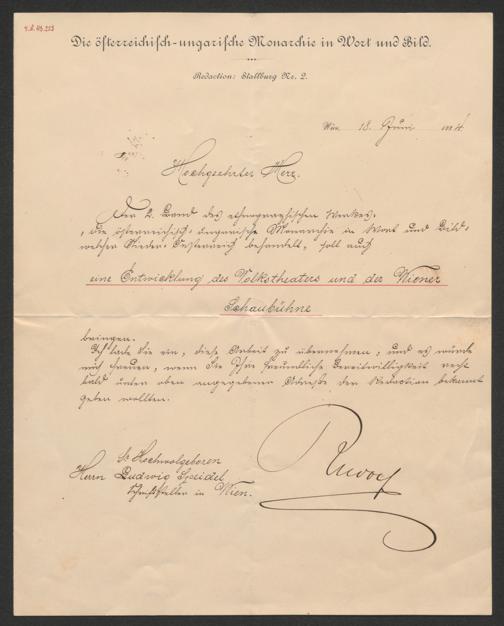 Die österreichisch-ungarische Monarchie in Wort und Bild.
Redaction: Stallburg Nr. 2.
Wien 18. Juni 1884
Hochgeehrter Herr.
Der 2. Band des ethnographischen Werkes:
„Die österreichisch-ungarische Monarchie in Wort und Bild“
welcher Nieder-Oesterreich behandelt, soll auch
eine Entwicklung des Volkstheaters und der Wiener
Schaubühne
bringen.
Ich lade Sie ein, diese Arbeit zu übernehmen, und es würde
mich freuen, wenn Sie Ihre freundliche Bereitwilligkeit recht
bald unter oben angegebener Adresse der Redaction bekannt
geben wollten.
Sr Hochwolgeboren
Herrn Ludwig Speidel
Schriftsteller in Wien.
Rudolf